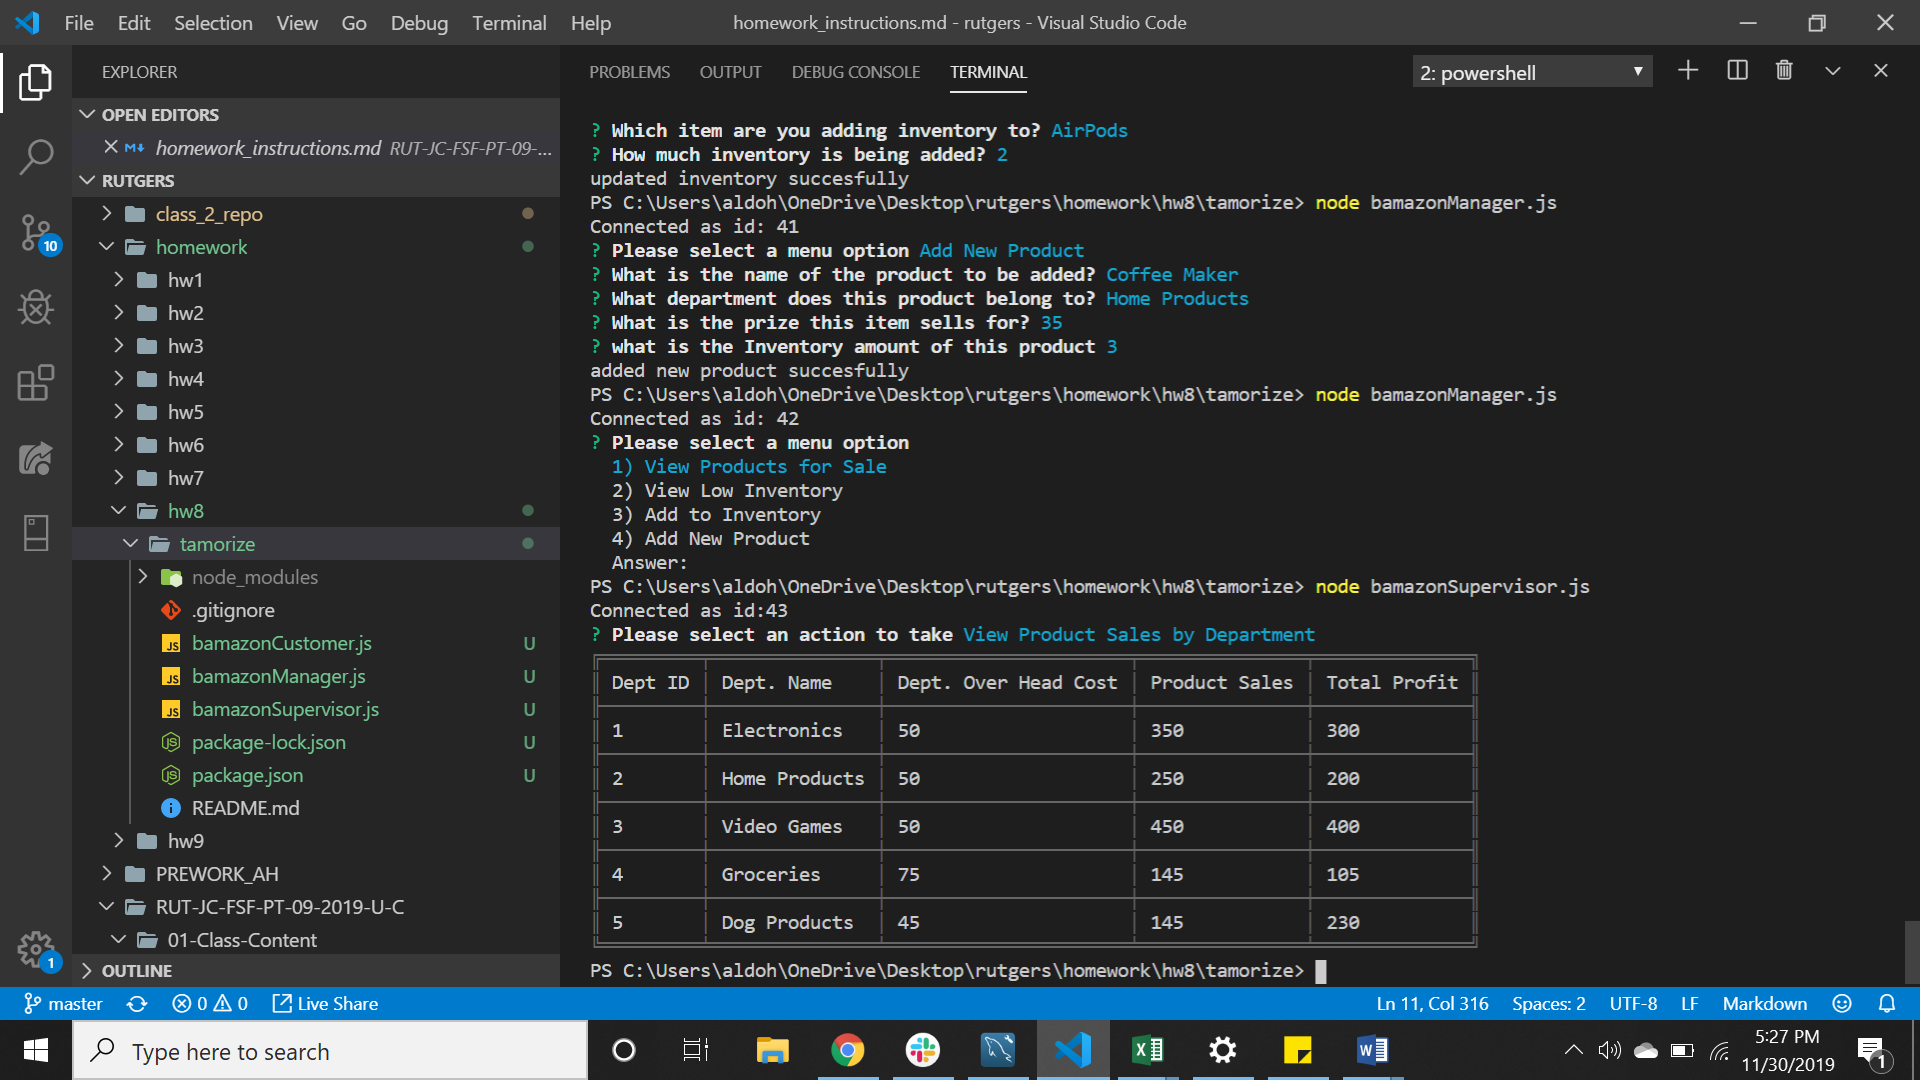 File Edit Selection View Go Debug Terminal Help
homework_instructions.md - rutgers - Visual Studio Code
EXPLORER
OPEN EDITORS
homework_instructions.md RUT-JC-FSF-PT-09-...
RUTGERS
class_2_repo
homework
hw1
hw2
hw3
hw4
hw5
hw6
hw7
hw8
tamorize
node_modules
.gitignore
JS bamazonCustomer.js U
JS bamazonManager.js U
JS bamazonSupervisor.js U
package-lock.json U
package.json U
README.md
hw9
PREWORK_AH
RUT-JC-FSF-PT-09-2019-U-C
01-Class-Content
OUTLINE
10
1
PROBLEMS OUTPUT DEBUG CONSOLE TERMINAL
2: powershell
? Which item are you adding inventory to? AirPods
? How much inventory is being added? 2
updated inventory succesfully
PS C:\Users\aldoh\OneDrive\Desktop\rutgers\homework\hw8\tamorize> node bamazonManager.js
Connected as id: 41
? Please select a menu option Add New Product
? What is the name of the product to be added? Coffee Maker
? What department does this product belong to? Home Products
? What is the prize this item sells for? 35
? what is the Inventory amount of this product 3
added new product succesfully
PS C:\Users\aldoh\OneDrive\Desktop\rutgers\homework\hw8\tamorize> node bamazonManager.js
Connected as id: 42
? Please select a menu option
1) View Products for Sale
2) View Low Inventory
3) Add to Inventory
4) Add New Product
Answer:
PS C:\Users\aldoh\OneDrive\Desktop\rutgers\homework\hw8\tamorize> node bamazonSupervisor.js
Connected as id:43
? Please select an action to take View Product Sales by Department
Dept ID Dept. Name Dept. Over Head Cost Product Sales Total Profit
1 Electronics 50 350 300
2 Home Products 50 250 200
3 Video Games 50 450 400
4 Groceries 75 145 105
5 Dog Products 45 145 230
PS C:\Users\aldoh\OneDrive\Desktop\rutgers\homework\hw8\tamorize>
master 0 0 Live Share
Ln 11, Col 316 Spaces: 2 UTF-8 LF Markdown
Type here to search
5:27 PM
11/30/2019
1